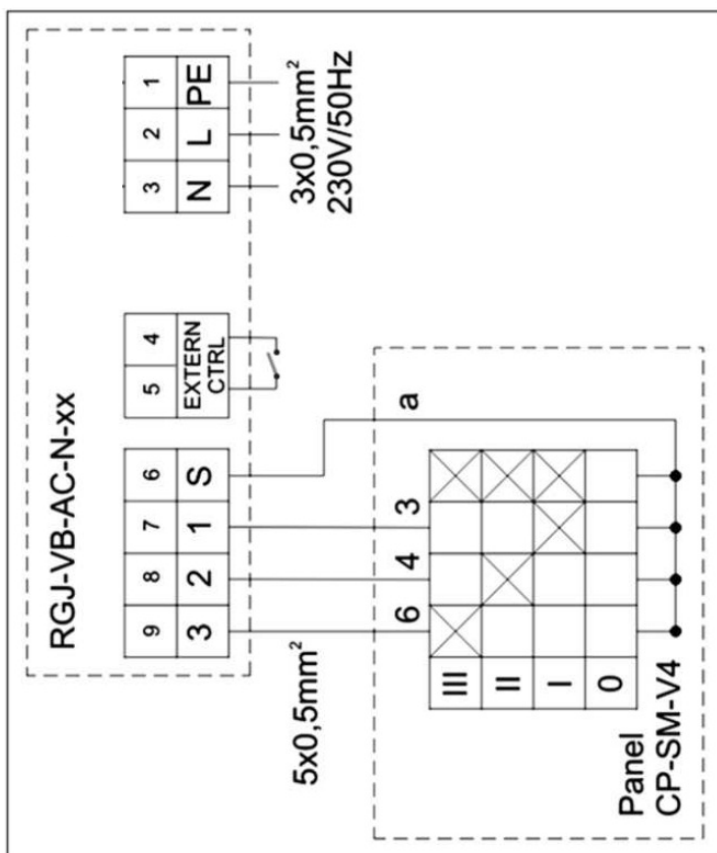 RGJ-VB-AC-N-xx
9 8 7 6 5 4 3 2 1
3 2 1 S EXTERN CTRL N L PE
3x0,5mm²
230V/50Hz
5x0,5mm²
6 4 3 a
III
II
I
0
Panel
CP-SM-V4